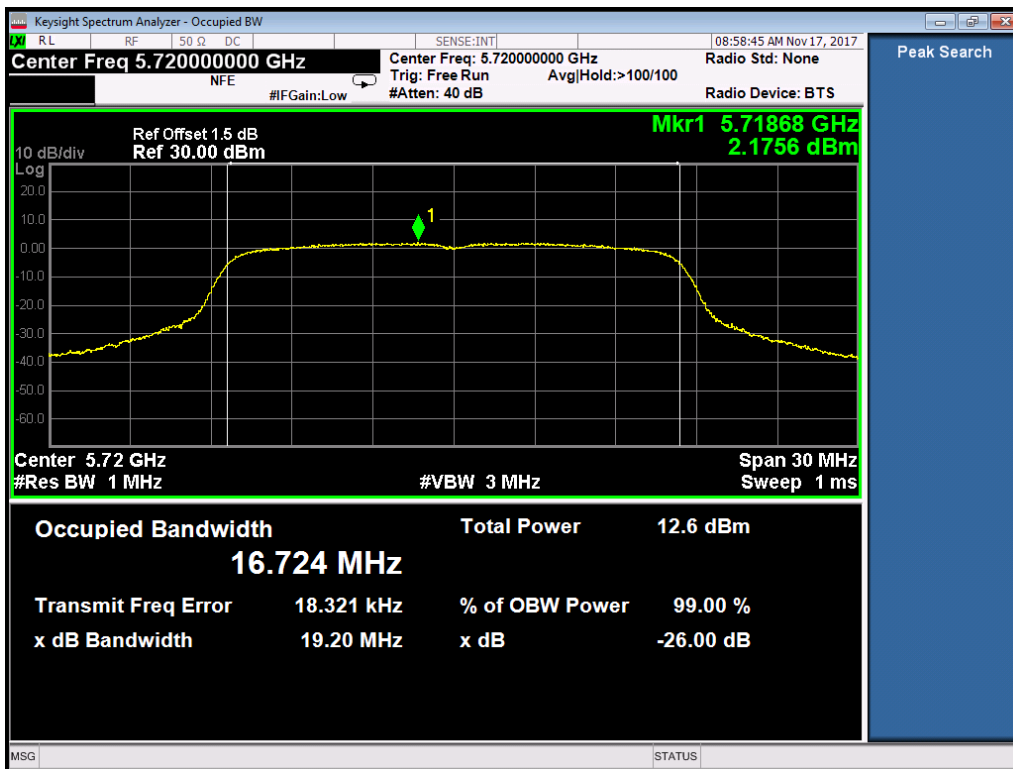 Keysight Spectrum Analyzer - Occupied BW
LXI RL RF 50 Ω DC SENSE:INT 08:58:45 AM Nov 17, 2017
Center Freq 5.720000000 GHz
NFE
#IFGain:Low
Center Freq: 5.720000000 GHz
Trig: Free Run Avg|Hold:>100/100
#Atten: 40 dB
Radio Std: None
Radio Device: BTS
Peak Search
Ref Offset 1.5 dB
10 dB/div Ref 30.00 dBm
Mkr1 5.71868 GHz
2.1756 dBm
Log
20.0
10.0
0.00
-10.0
-20.0
-30.0
-40.0
-50.0
-60.0
1
Center 5.72 GHz Span 30 MHz
#Res BW 1 MHz #VBW 3 MHz Sweep 1 ms
Occupied Bandwidth
16.724 MHz
Total Power 12.6 dBm
Transmit Freq Error 18.321 kHz % of OBW Power 99.00 %
x dB Bandwidth 19.20 MHz x dB -26.00 dB
MSG STATUS